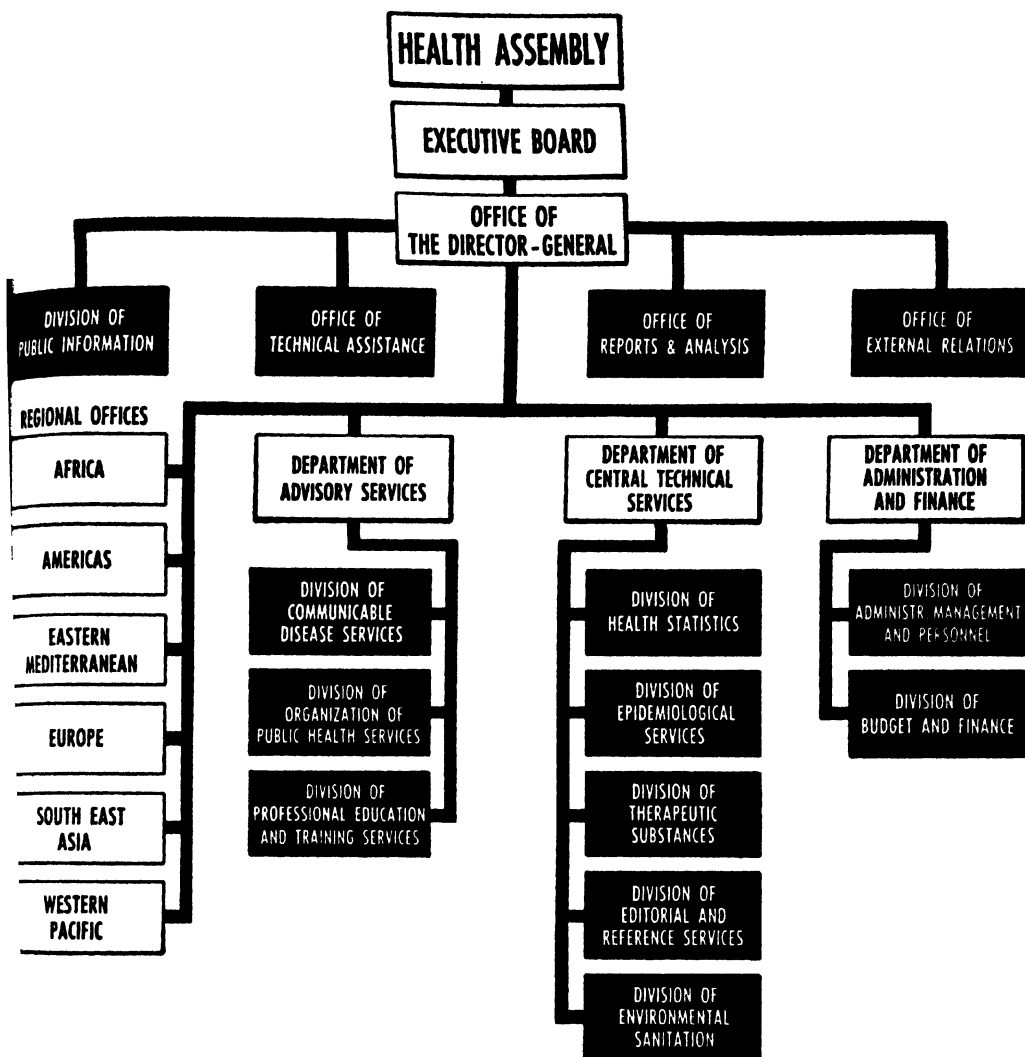 HEALTH ASSEMBLY
EXECUTIVE BOARD
OFFICE OF
THE DIRECTOR-GENERAL
DIVISION OF
PUBLIC INFORMATION
OFFICE OF
TECHNICAL ASSISTANCE
OFFICE OF
REPORTS & ANALYSIS
OFFICE OF
EXTERNAL RELATIONS
REGIONAL OFFICES
AFRICA
AMERICAS
EASTERN
MEDITERRANEAN
EUROPE
SOUTH EAST
ASIA
WESTERN
PACIFIC
DEPARTMENT OF
ADVISORY SERVICES
DIVISION OF
COMMUNICABLE
DISEASE SERVICES
DIVISION OF
ORGANIZATION OF
PUBLIC HEALTH SERVICES
DIVISION OF
PROFESSIONAL EDUCATION
AND TRAINING SERVICES
DEPARTMENT OF
CENTRAL TECHNICAL
SERVICES
DIVISION OF
HEALTH STATISTICS
DIVISION OF
EPIDEMIOLOGICAL
SERVICES
DIVISION OF
THERAPEUTIC
SUBSTANCES
DIVISION OF
EDITORIAL AND
REFERENCE SERVICES
DIVISION OF
ENVIRONMENTAL
SANITATION
DEPARTMENT OF
ADMINISTRATION
AND FINANCE
DIVISION OF
ADMINISTR. MANAGEMENT
AND PERSONNEL
DIVISION OF
BUDGET AND FINANCE